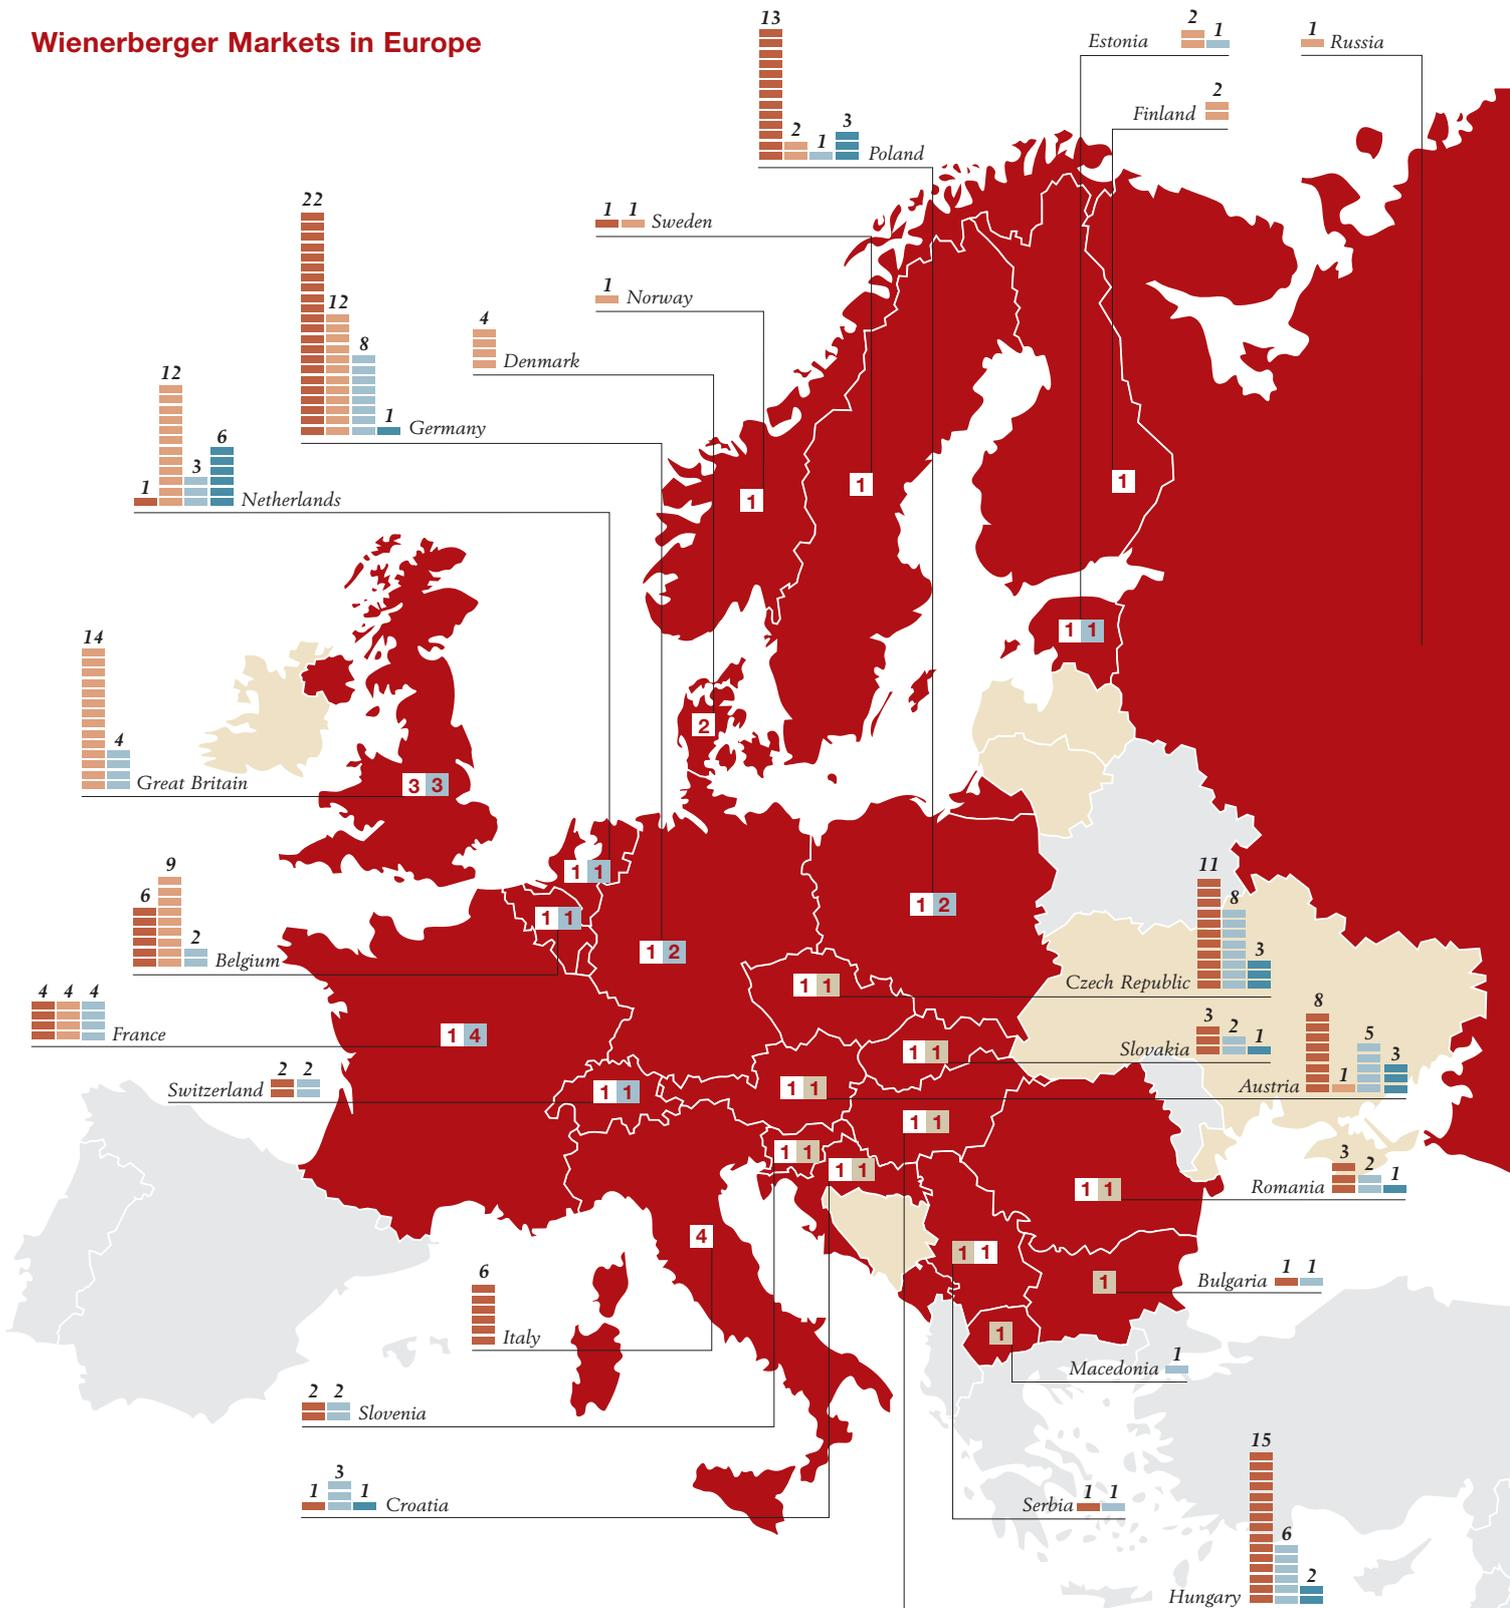 Wienerberger Markets in Europe
13
2
1
3
Poland
2
1
Estonia
1
Russia
2
Finland
1 1
Sweden
1
Norway
22
12
8
1
Germany
4
Denmark
1
12
3
6
Netherlands
1
1
1
1 1
14
4
Great Britain
2
3 3
6
9
2
Belgium
1 1
1 1
1 2
1 2
11
8
3
Czech Republic
1 1
4 4 4
France
1 4
3
2
1
Slovakia
1 1
8
1
5
3
Austria
1 1
2 2
Switzerland
1 1
1 1
1 1
1 1
3
2
1
Romania
1 1
4
1 1
1
1 1
Bulgaria
6
Italy
1
1
Macedonia
2 2
Slovenia
1
3
1
Croatia
1 1
Serbia
15
6
2
Hungary